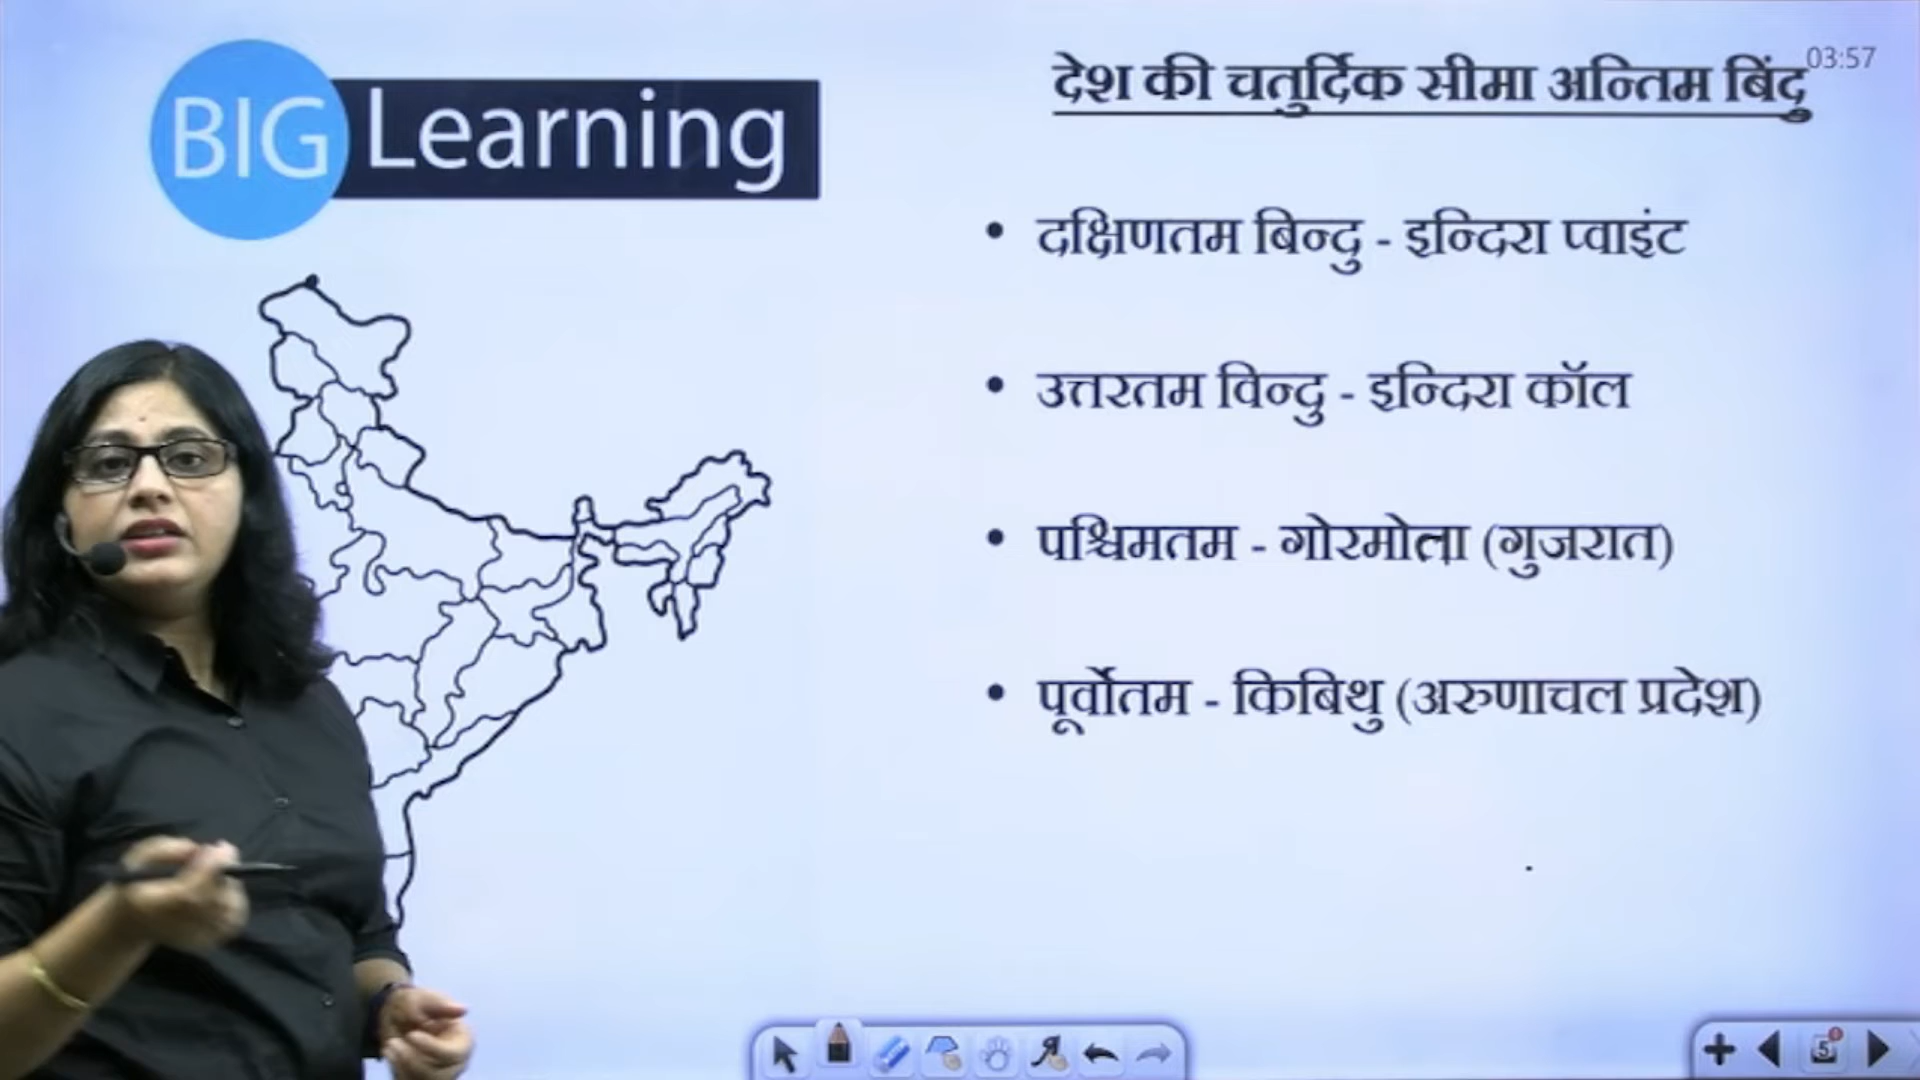 BIG Learning
03:57
देश की चतुर्दिक सीमा अन्तिम बिंदु
• दक्षिणतम बिन्दु - इन्दिरा प्वाइंट
• उत्तरतम विन्दु - इन्दिरा कॉल
• पश्चिमतम - गोरमोता (गुजरात)
• पूर्वोतम - किबिथु (अरुणाचल प्रदेश)
5